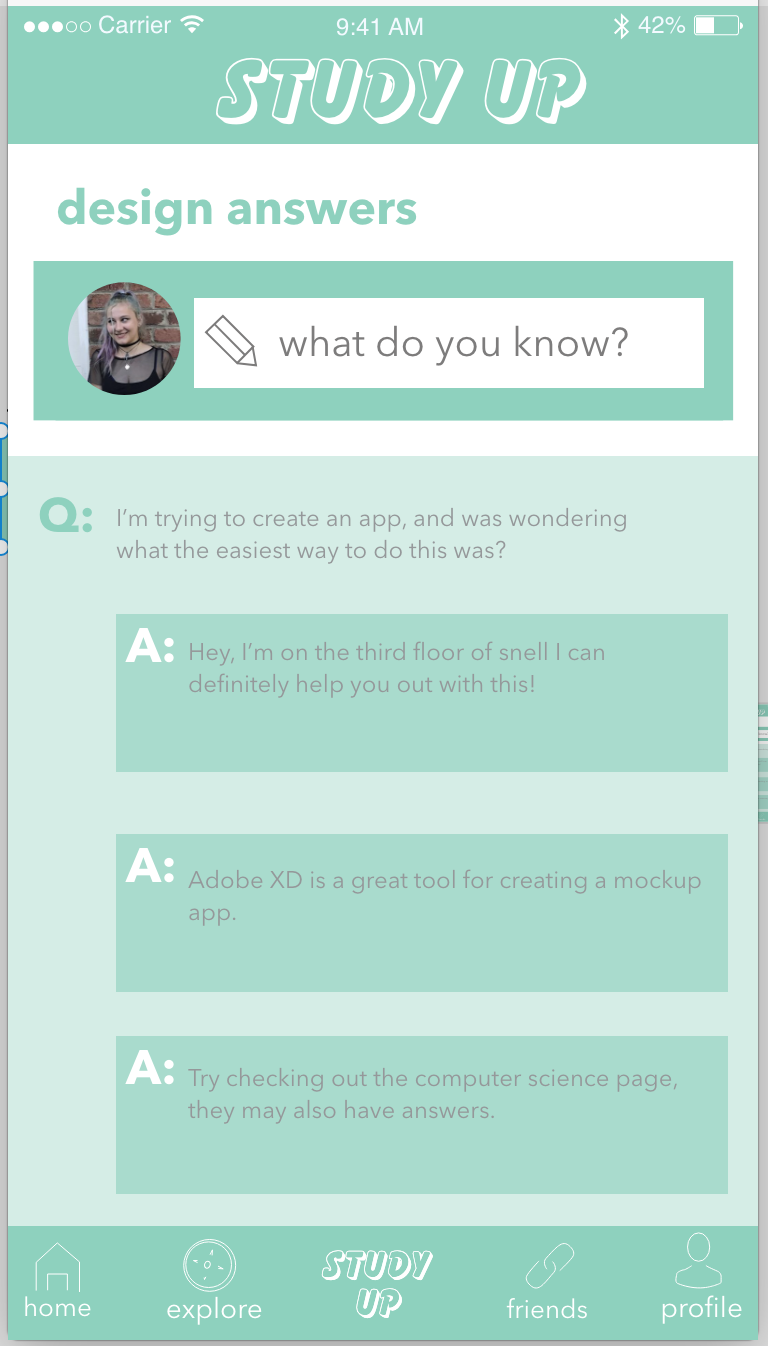 Carrier 9:41 AM 42%
STUDY UP
design answers
what do you know?
Q: I'm trying to create an app, and was wondering
what the easiest way to do this was?
A: Hey, I'm on the third floor of snell I can
definitely help you out with this!
A: Adobe XD is a great tool for creating a mockup
app.
A: Try checking out the computer science page,
they may also have answers.
home explore STUDY UP friends profile